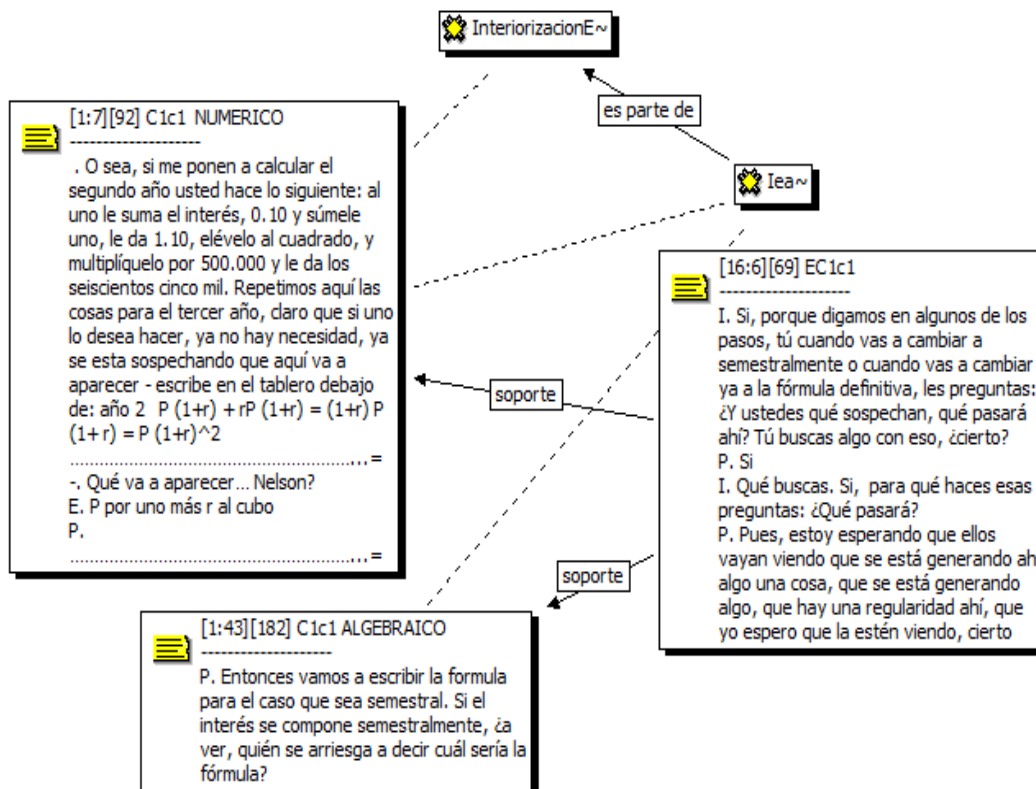 InteriorizacionE~
es parte de
Iea~
[1:7][92] C1c1 NUMERICO
--------------------
. O sea, si me ponen a calcular el
segundo año usted hace lo siguiente: al
uno le suma el interés, 0.10 y súmele
uno, le da 1.10, elévelo al cuadrado, y
multiplíquelo por 500.000 y le da los
seiscientos cinco mil. Repetimos aquí las
cosas para el tercer año, claro que si uno
lo desea hacer, ya no hay necesidad, ya
se esta sospechando que aquí va a
aparecer - escribe en el tablero debajo
de: año 2 P (1+r) + rP (1+r) = (1+r) P
(1+ r) = P (1+r)^2
......................................................,,, =
-. Qué va a aparecer... Nelson?
E. P por uno más r al cubo
P.
......................................................,,, =
soporte
[16:6][69] EC1c1
--------------------
I. Si, porque digamos en algunos de los
pasos, tú cuando vas a cambiar a
semestralmente o cuando vas a cambiar
ya a la fórmula definitiva, les preguntas:
¿Y ustedes qué sospechan, qué pasará
ahí? Tú buscas algo con eso, ¿cierto?
P. Si
I. Qué buscas. Si, para qué haces esas
preguntas: ¿Qué pasará?
P. Pues, estoy esperando que ellos
vayan viendo que se está generando ah
algo una cosa, que se está generando
algo, que hay una regularidad ahí, que
yo espero que la estén viendo, cierto
soporte
[1:43][182] C1c1 ALGEBRAICO
--------------------
P. Entonces vamos a escribir la formula
para el caso que sea semestral. Si el
interés se compone semestralmente, ¿a
ver, quién se arriesga a decir cuál sería la
fórmula?